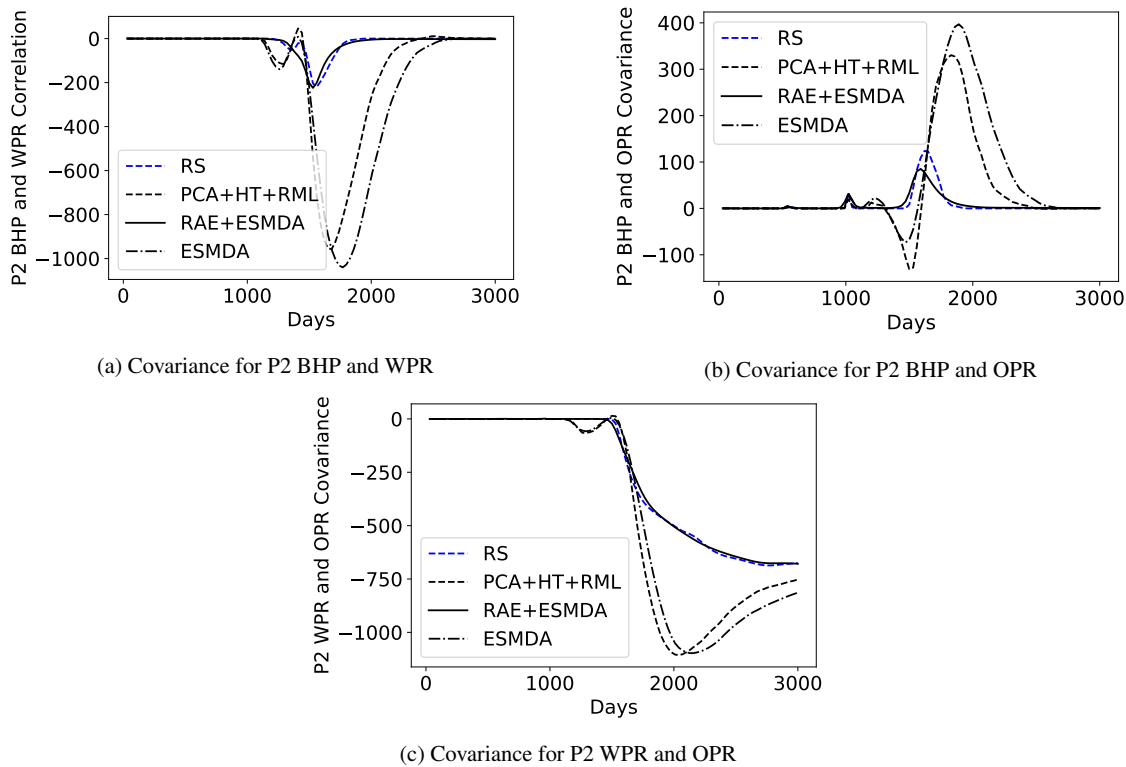 P2 BHP and WPR Correlation
0
−200
−400
−600
−800
−1000
RS
PCA+HT+RML
RAE+ESMDA
ESMDA
0 1000 2000 3000
Days
(a) Covariance for P2 BHP and WPR
P2 BHP and OPR Covariance
400
300
200
100
0
−100
RS
PCA+HT+RML
RAE+ESMDA
ESMDA
0 1000 2000 3000
Days
(b) Covariance for P2 BHP and OPR
P2 WPR and OPR Covariance
0
−250
−500
−750
−1000
RS
PCA+HT+RML
RAE+ESMDA
ESMDA
0 1000 2000 3000
Days
(c) Covariance for P2 WPR and OPR